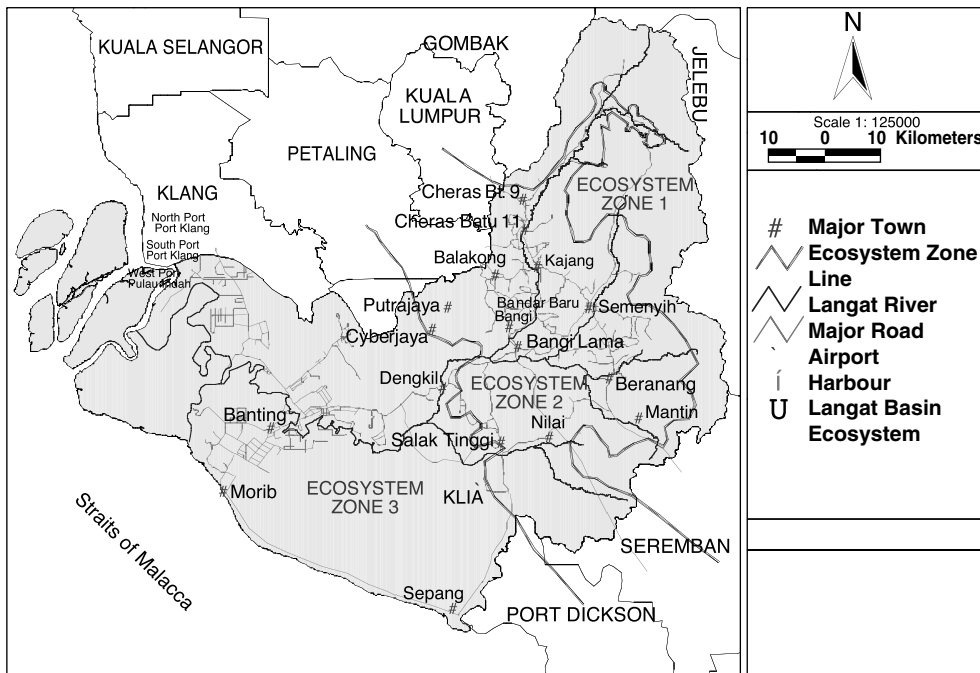 KUALA SELANGOR
GOMBAK
JELEBU
KUALA
LUMPUR
PETALING
KLANG
North Port
Port Klang
South Port
Port Klang
West Port
Pulau Indah
Cheras Bt. 9
ECOSYSTEM
ZONE 1
Cheras Batu 11
Balakong
Kajang
Putrajaya
Bandar Baru
Bangi
Semenyih
Cyberjaya
Bangi Lama
Dengkil
ECOSYSTEM
ZONE 2
Beranang
Banting
Mantin
Salak Tinggi
Nilai
Morib
ECOSYSTEM
ZONE 3
KLIA
Straits of Malacca
SEREMBAN
Sepang
PORT DICKSON
N
Scale 1: 125000
10 0 10 Kilometers
# Major Town
Ecosystem Zone
Line
Langat River
Major Road
Airport
Harbour
Langat Basin
Ecosystem